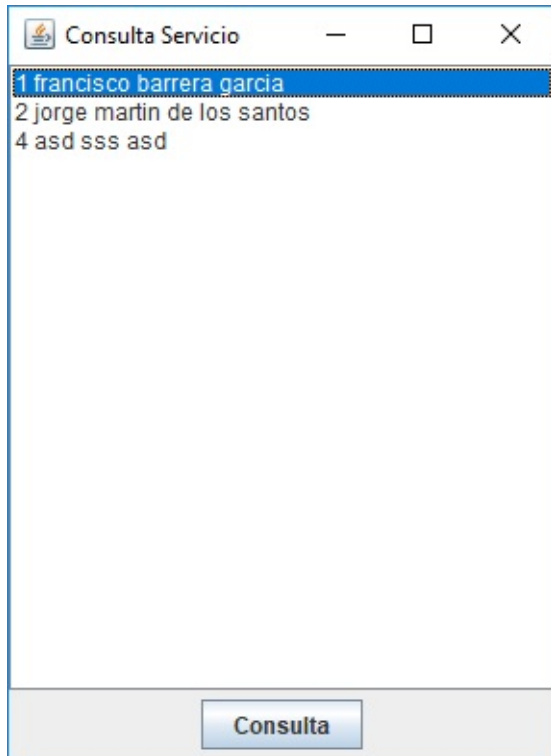 Consulta Servicio
1 francisco barrera garcia
2 jorge martin de los santos
4 asd sss asd
Consulta